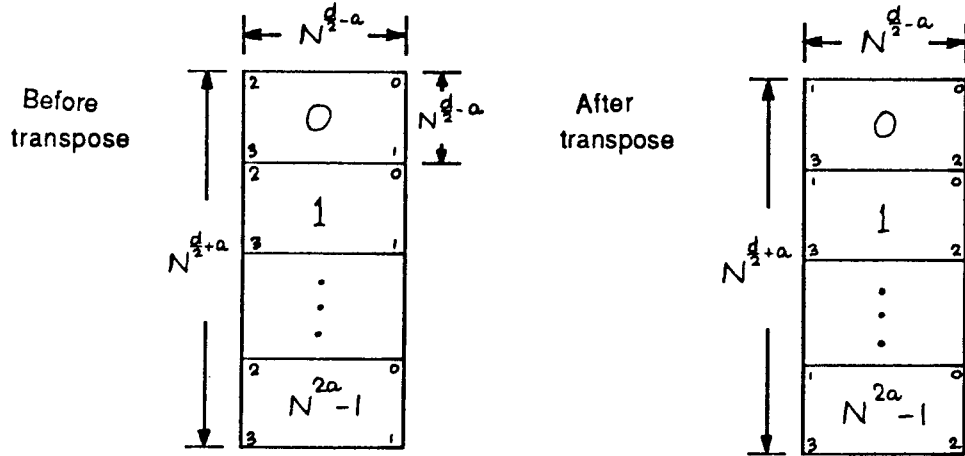 N^{d/2-a}
Before transpose
2 0
0
3 1
N^{d/2-a}
2 0
1
3 1
N^{d/2+a}
2 0
N^{2a}-1
3 1
N^{d/2-a}
After transpose
1 0
0
3 2
1 0
1
3 2
N^{d/2+a}
1 0
N^{2a}-1
3 2